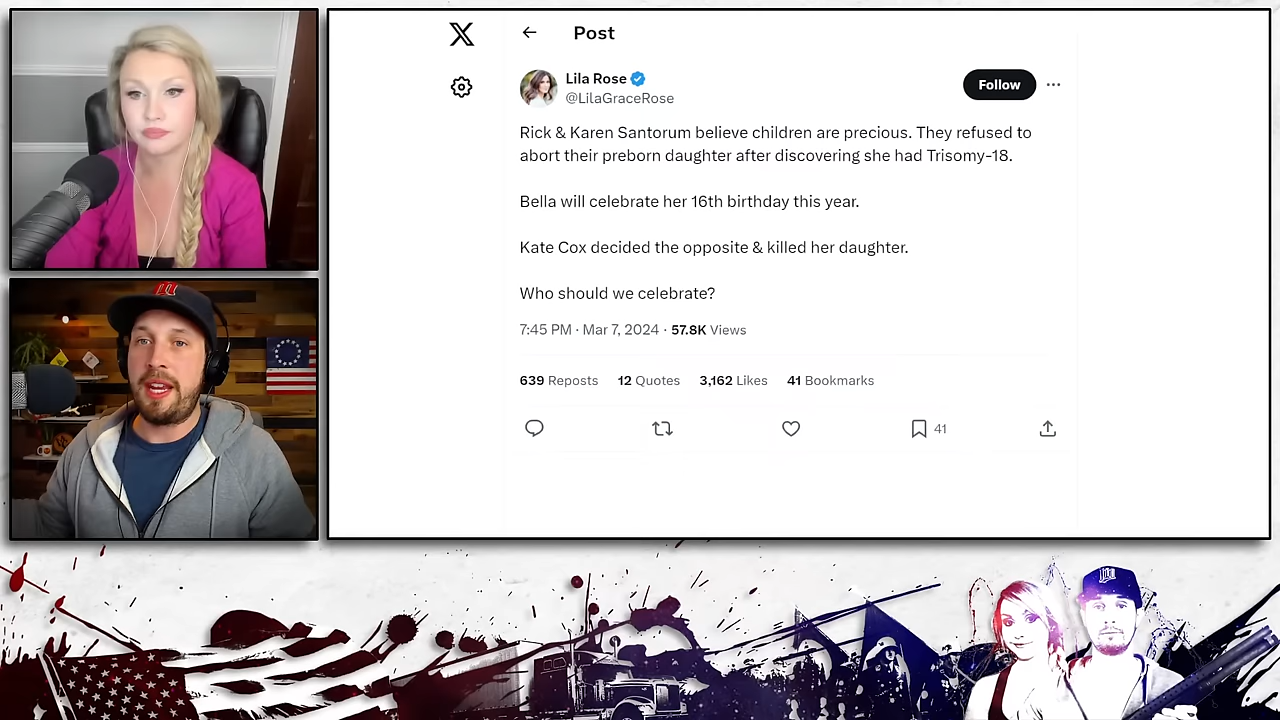 Post
Lila Rose
@LilaGraceRose
Follow
Rick & Karen Santorum believe children are precious. They refused to
abort their preborn daughter after discovering she had Trisomy-18.
Bella will celebrate her 16th birthday this year.
Kate Cox decided the opposite & killed her daughter.
Who should we celebrate?
7:45 PM · Mar 7, 2024 · 57.8K Views
639 Reposts 12 Quotes 3,162 Likes 41 Bookmarks
41